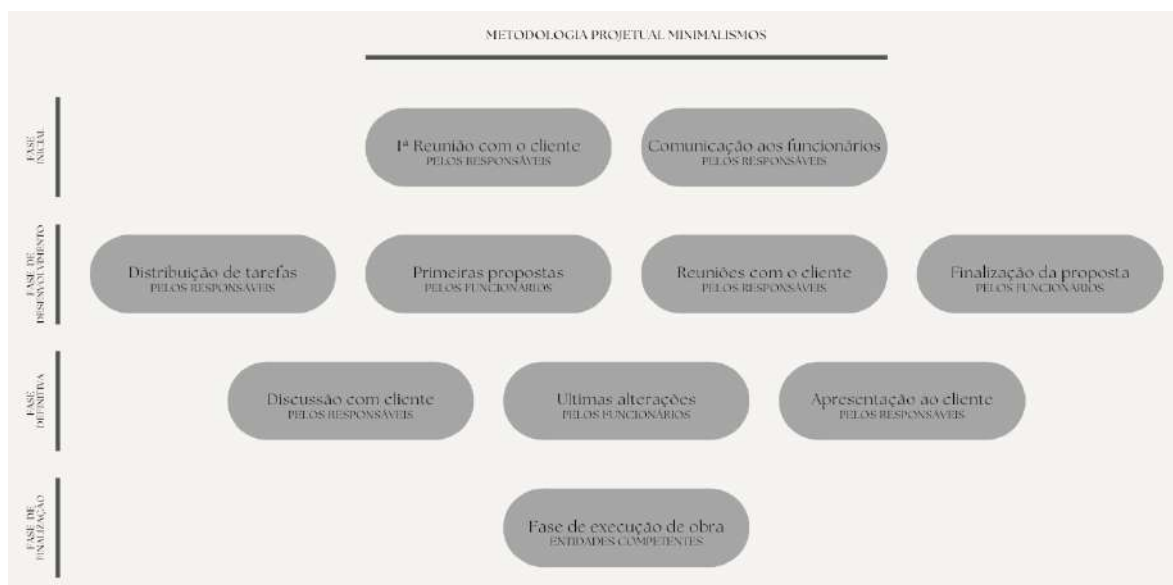 METODOLOGIA PROJETUAL MINIMALISMOS
FASE
INICIAL
1ª Reunião com o cliente
PELOS RESPONSÁVEIS
Comunicação aos funcionários
PELOS RESPONSÁVEIS
FASE DE
DESENVOLVIMENTO
Distribuição de tarefas
PELOS RESPONSÁVEIS
Primeiras propostas
PELOS FUNCIONÁRIOS
Reuniões com o cliente
PELOS RESPONSÁVEIS
Finalização da proposta
PELOS FUNCIONÁRIOS
FASE
DEFINITIVA
Discussão com cliente
PELOS RESPONSÁVEIS
Ultimas alterações
PELOS FUNCIONÁRIOS
Apresentação ao cliente
PELOS RESPONSÁVEIS
FASE DE
FINALIZAÇÃO
Fase de execução de obra
ENTIDADES COMPETENTES